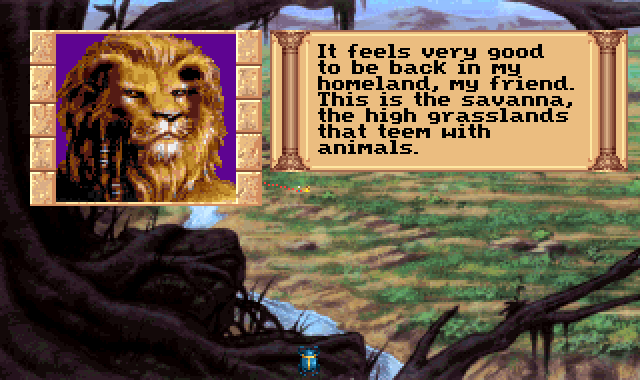 It feels very good
to be back in my
homeland, my friend.
This is the savanna,
the high grasslands
that teem with
animals.